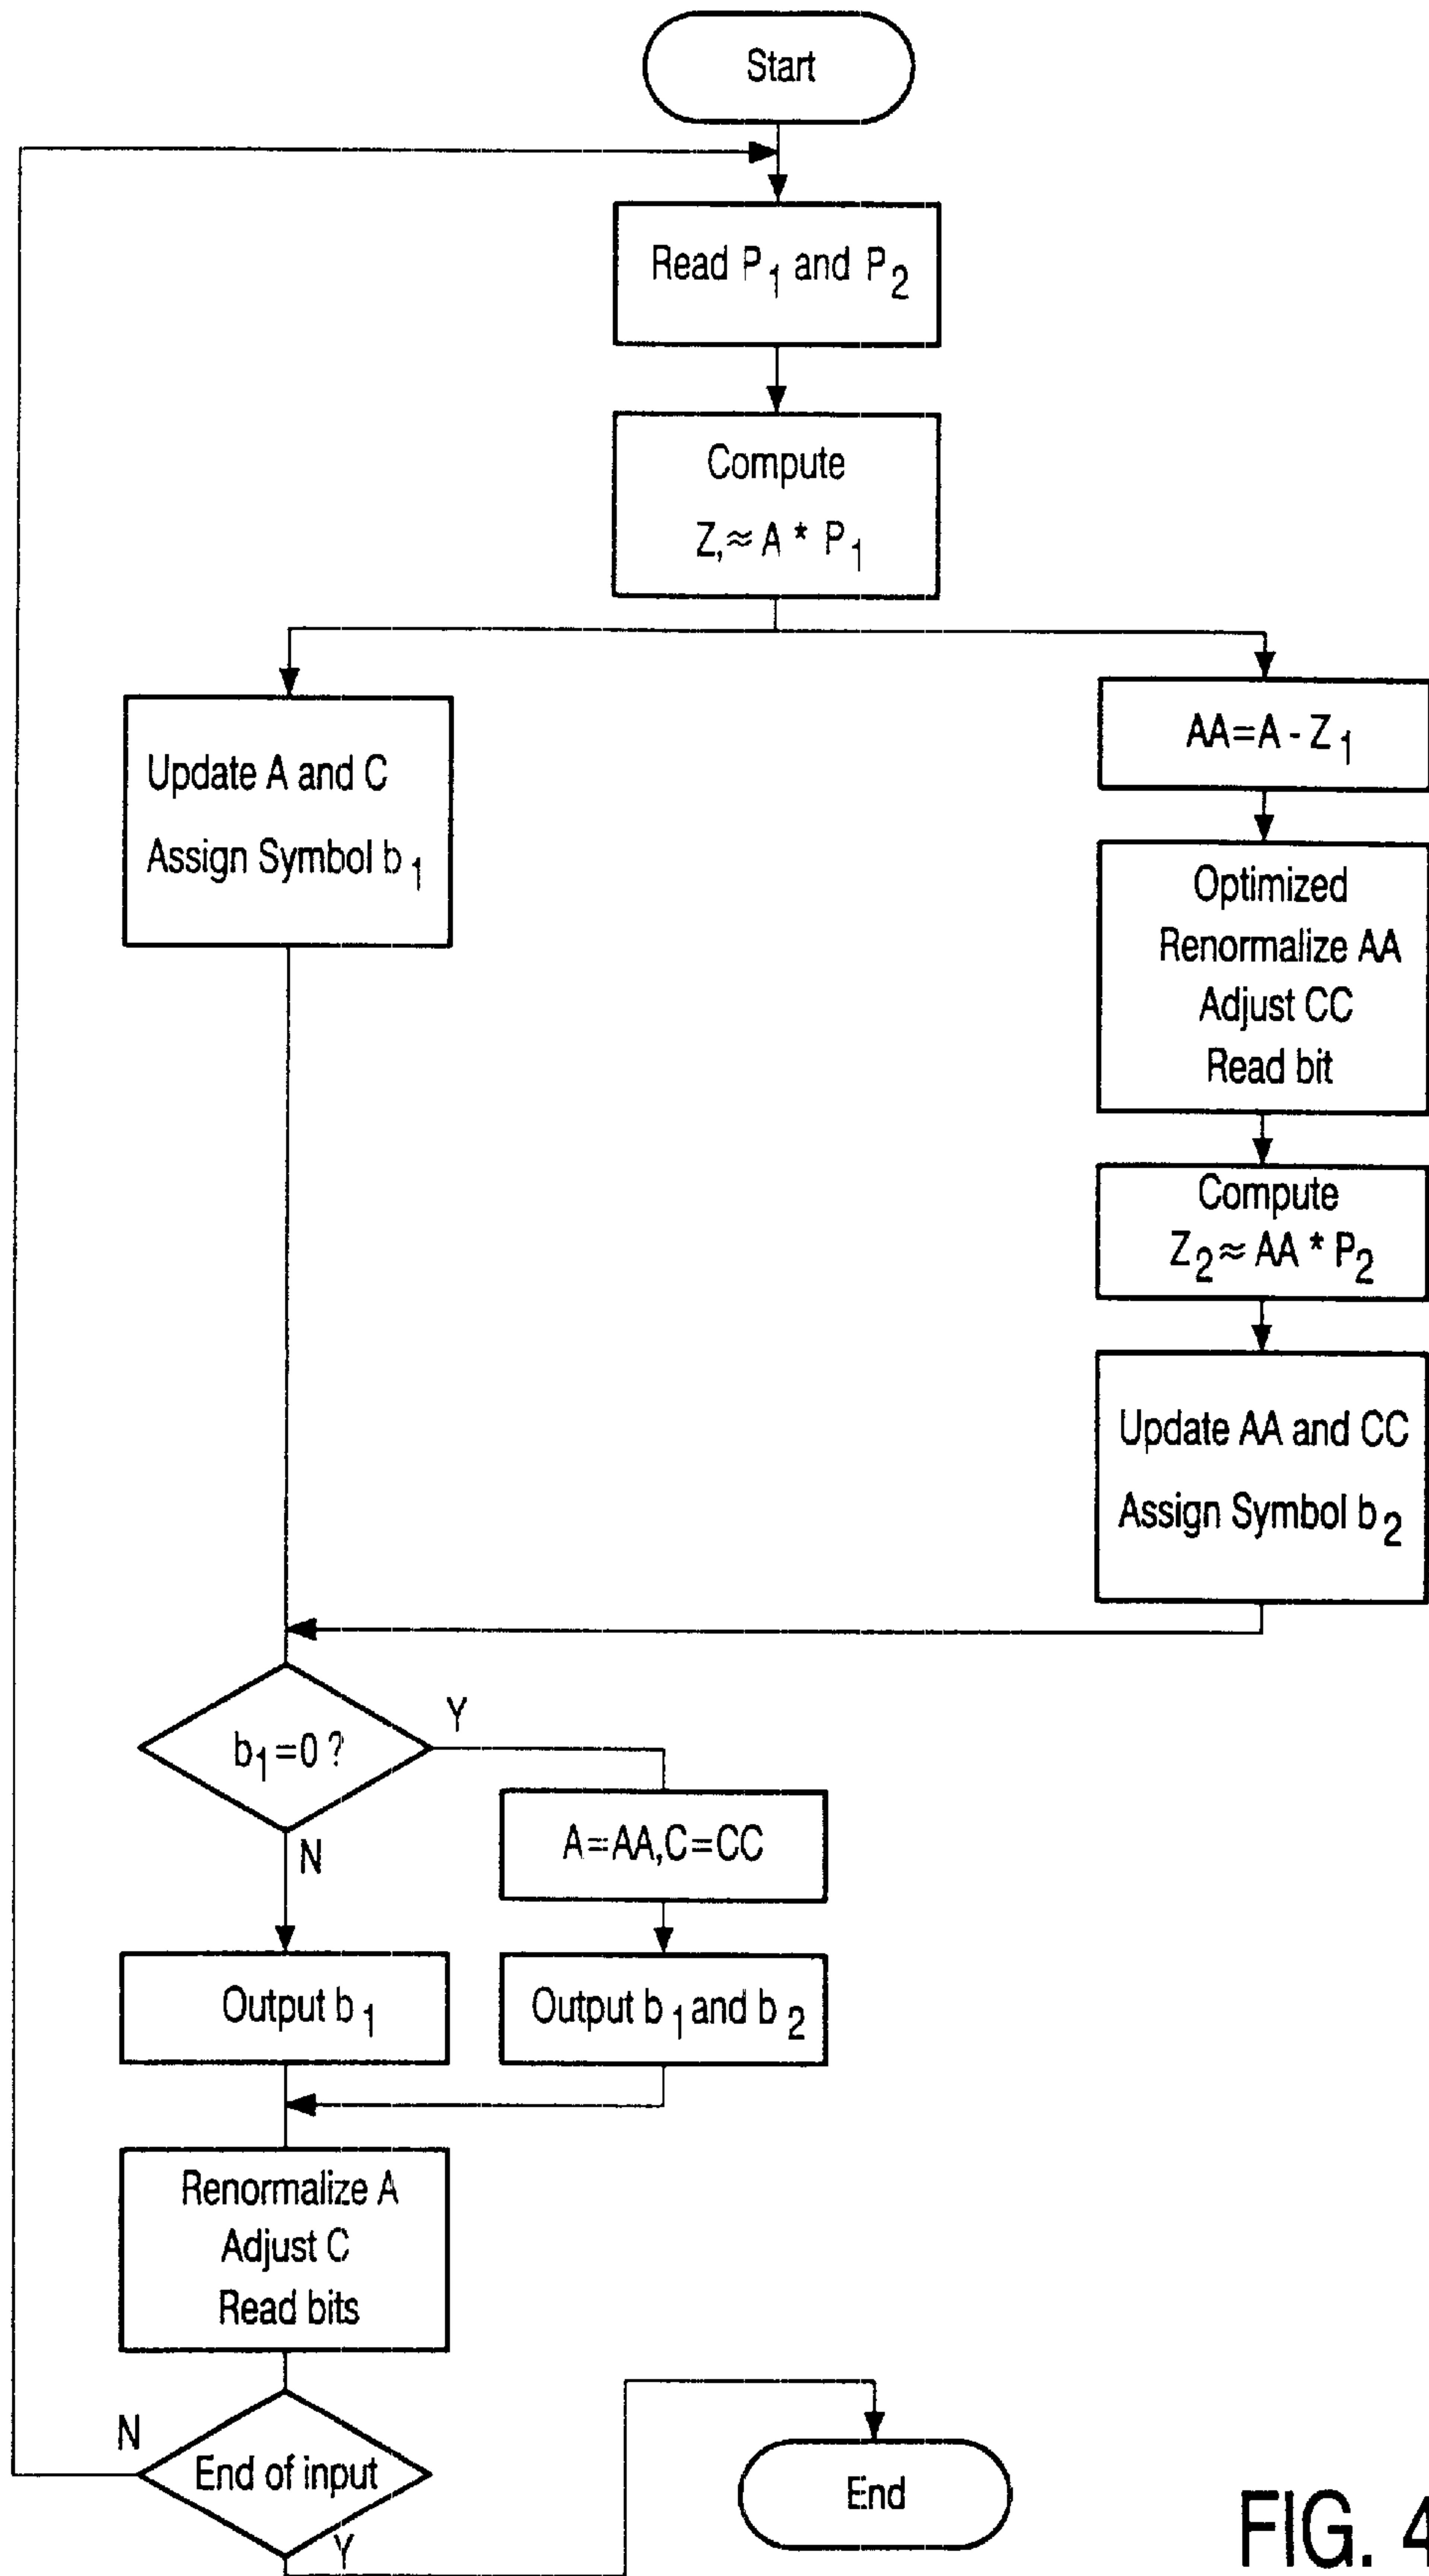 Start
Read P1 and P2
Compute
Z,≈ A * P1
Update A and C
Assign Symbol b1
AA=A - Z1
Optimized
Renormalize AA
Adjust CC
Read bit
Compute
Z2≈ AA * P2
Update AA and CC
Assign Symbol b2
b1=0 ?
Y
N
A=AA,C=CC
Output b1
Output b1 and b2
Renormalize A
Adjust C
Read bits
N
End of input
Y
End
FIG. 4